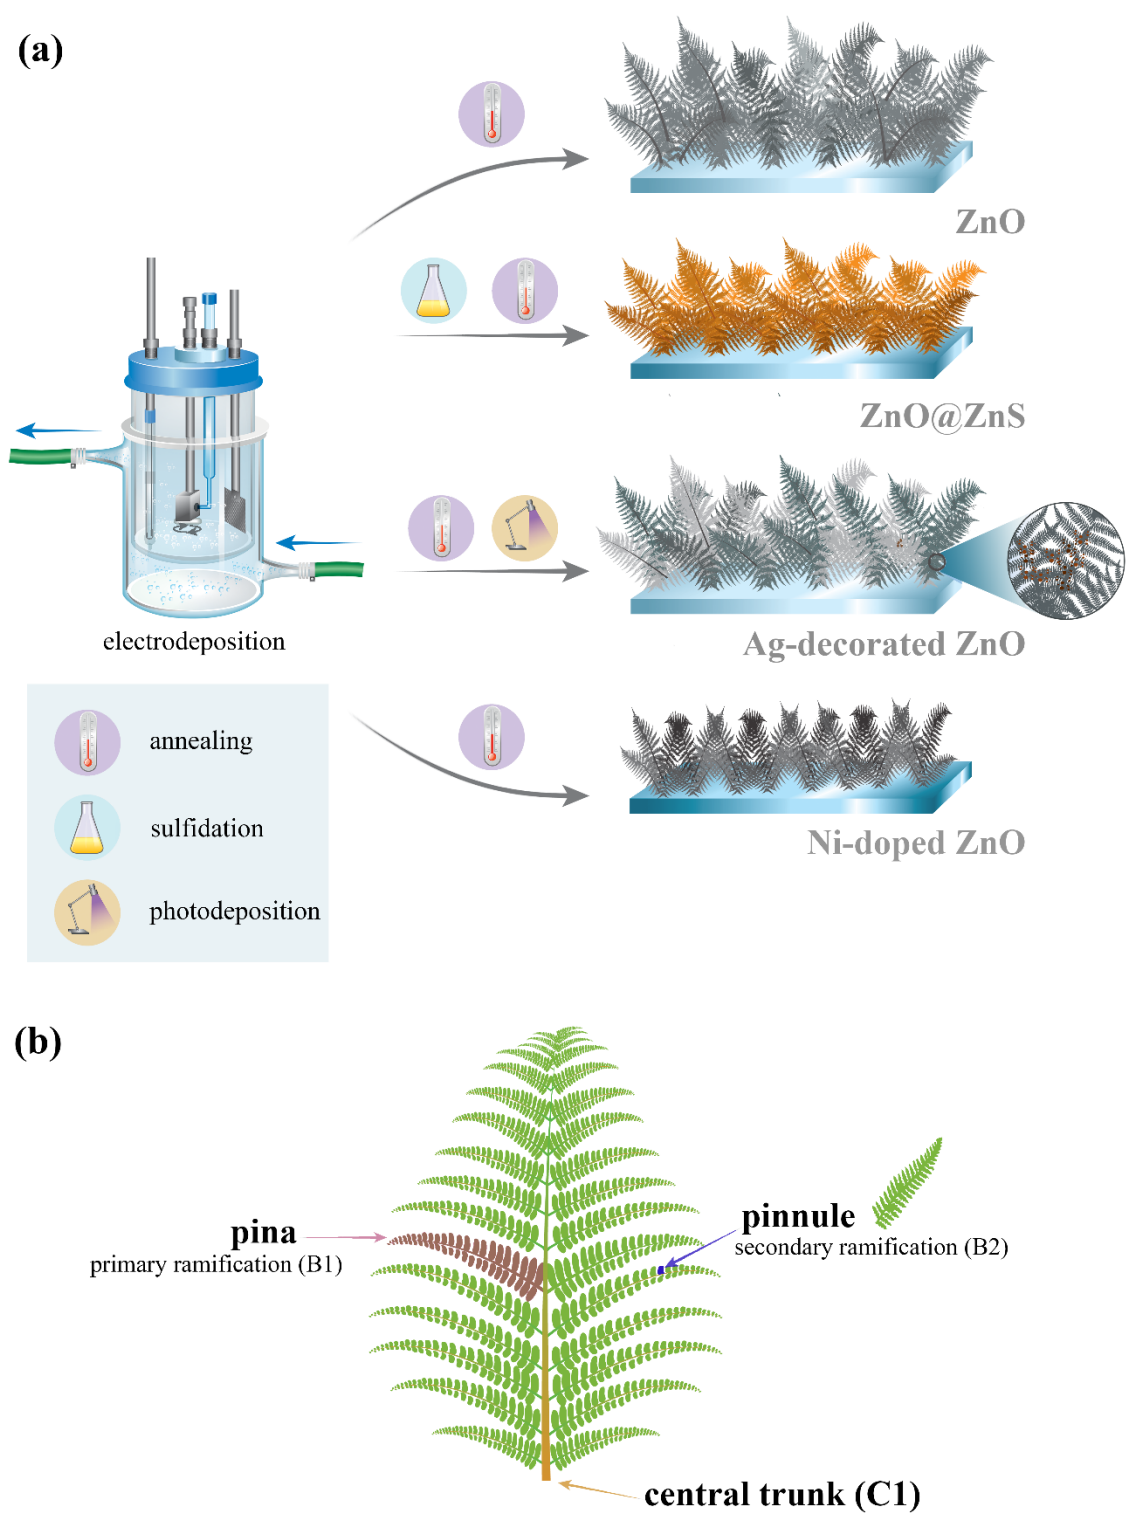 (a)
ZnO
ZnO@ZnS
electrodeposition
Ag-decorated ZnO
annealing
sulfidation
photodeposition
Ni-doped ZnO
(b)
pina
primary ramification (B1)
pinnule
secondary ramification (B2)
central trunk (C1)